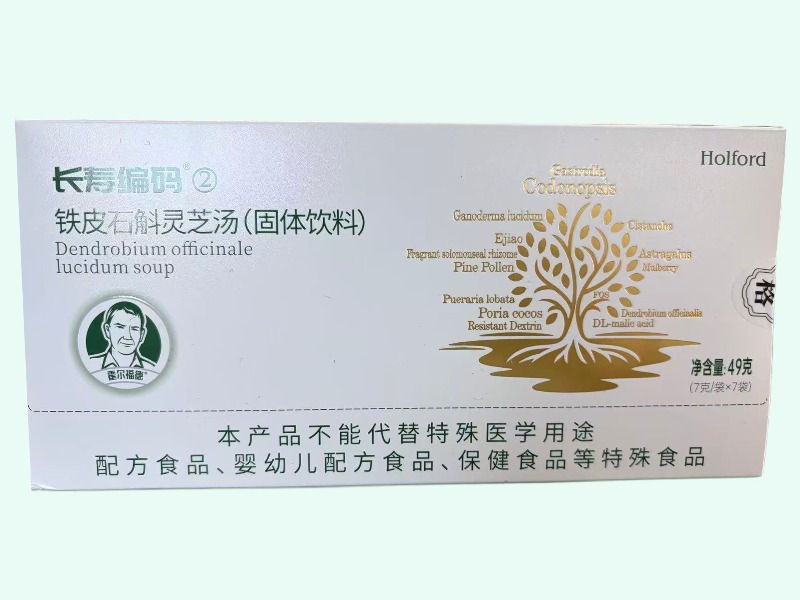 长寿编码® ②
铁皮石斛灵芝汤(固体饮料)
Dendrobium officinale
lucidum soup
霍尔福德®
Holford
Gastrodia
Codonopsis
Ganoderma lucidum
Cistanche
Ejiao
Fragrant solomonseal rhizome
Astragalus
Pine Pollen
Mulberry
Pueraria lobata
FOS
Poria cocos
Dendrobium officinalis
Resistant Dextrin
DL-malic acid
净含量:49克
(7克/袋×7袋)
格
本产品不能代替特殊医学用途
配方食品、婴幼儿配方食品、保健食品等特殊食品